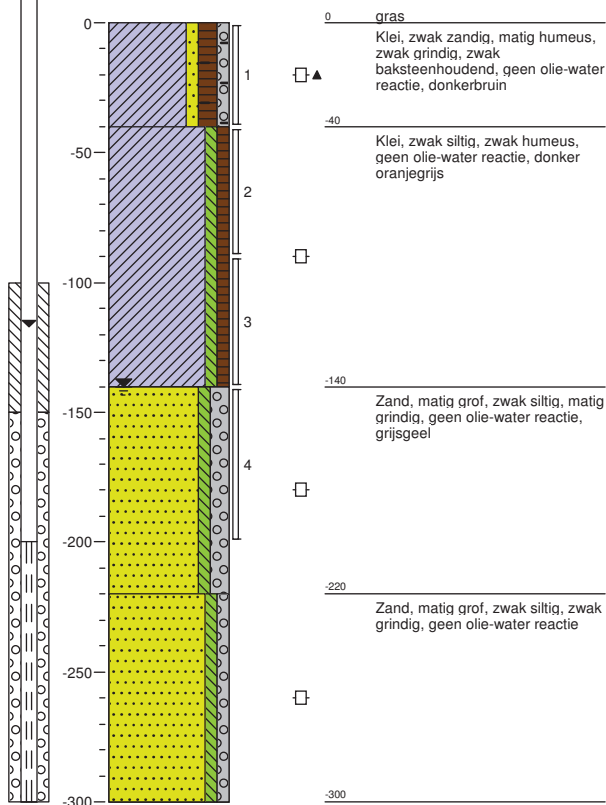 0
gras
0
Klei, zwak zandig, matig humeus,
zwak grindig, zwak
baksteenhoudend, geen olie-water
reactie, donkerbruin
1
-40
Klei, zwak siltig, zwak humeus,
geen olie-water reactie, donker
oranjegrijs
-50
2
-100
3
-140
Zand, matig grof, zwak siltig, matig
grindig, geen olie-water reactie,
grijsgeel
-150
4
-200
-220
Zand, matig grof, zwak siltig, zwak
grindig, geen olie-water reactie
-250
-300
-300